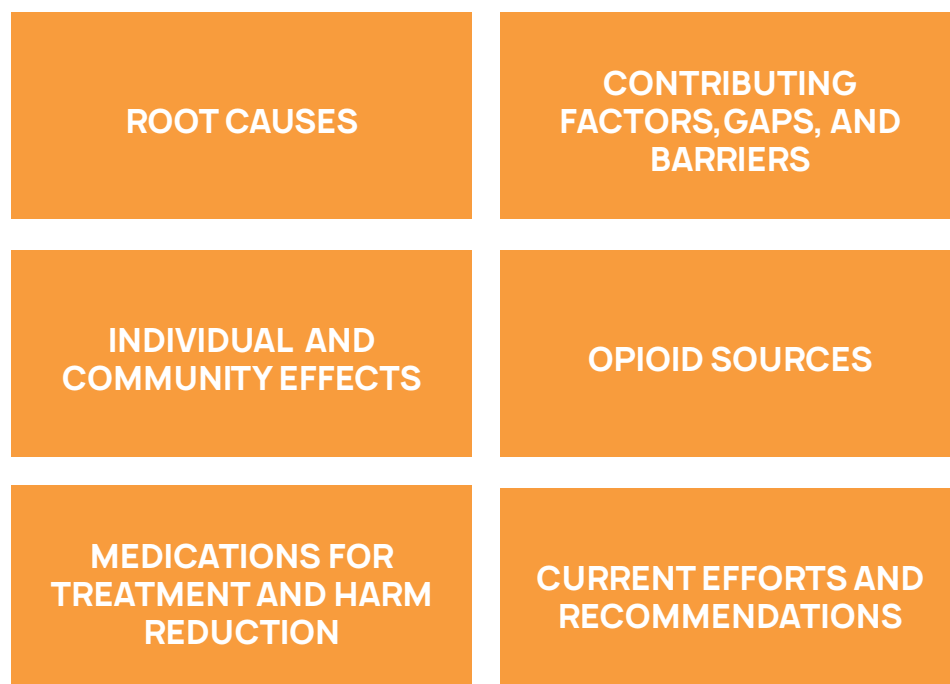 ROOT CAUSES
CONTRIBUTING
FACTORS, GAPS, AND
BARRIERS
INDIVIDUAL AND
COMMUNITY EFFECTS
OPIOID SOURCES
MEDICATIONS FOR
TREATMENT AND HARM
REDUCTION
CURRENT EFFORTS AND
RECOMMENDATIONS